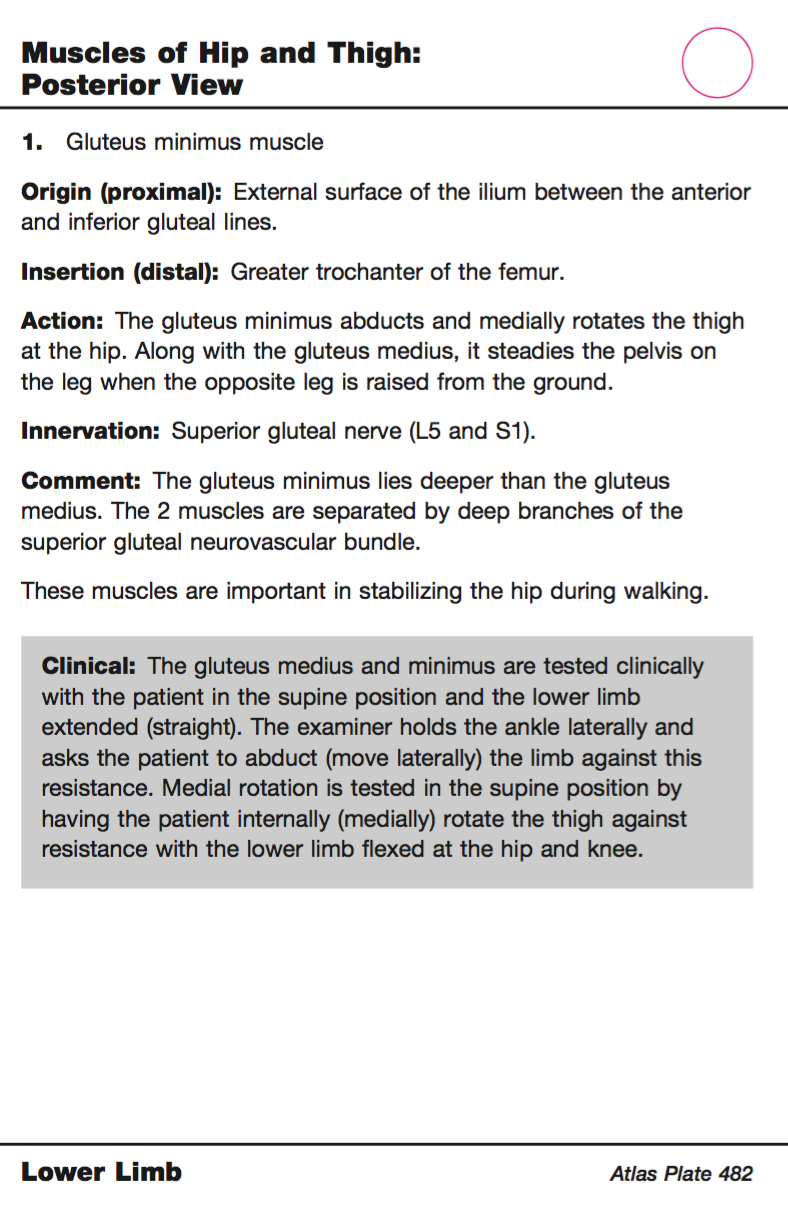 Muscles of Hip and Thigh:
Posterior View
1. Gluteus minimus muscle
Origin (proximal): External surface of the ilium between the anterior
and inferior gluteal lines.
Insertion (distal): Greater trochanter of the femur.
Action: The gluteus minimus abducts and medially rotates the thigh
at the hip. Along with the gluteus medius, it steadies the pelvis on
the leg when the opposite leg is raised from the ground.
Innervation: Superior gluteal nerve (L5 and S1).
Comment: The gluteus minimus lies deeper than the gluteus
medius. The 2 muscles are separated by deep branches of the
superior gluteal neurovascular bundle.
These muscles are important in stabilizing the hip during walking.
Clinical: The gluteus medius and minimus are tested clinically
with the patient in the supine position and the lower limb
extended (straight). The examiner holds the ankle laterally and
asks the patient to abduct (move laterally) the limb against this
resistance. Medial rotation is tested in the supine position by
having the patient internally (medially) rotate the thigh against
resistance with the lower limb flexed at the hip and knee.
Lower Limb
Atlas Plate 482